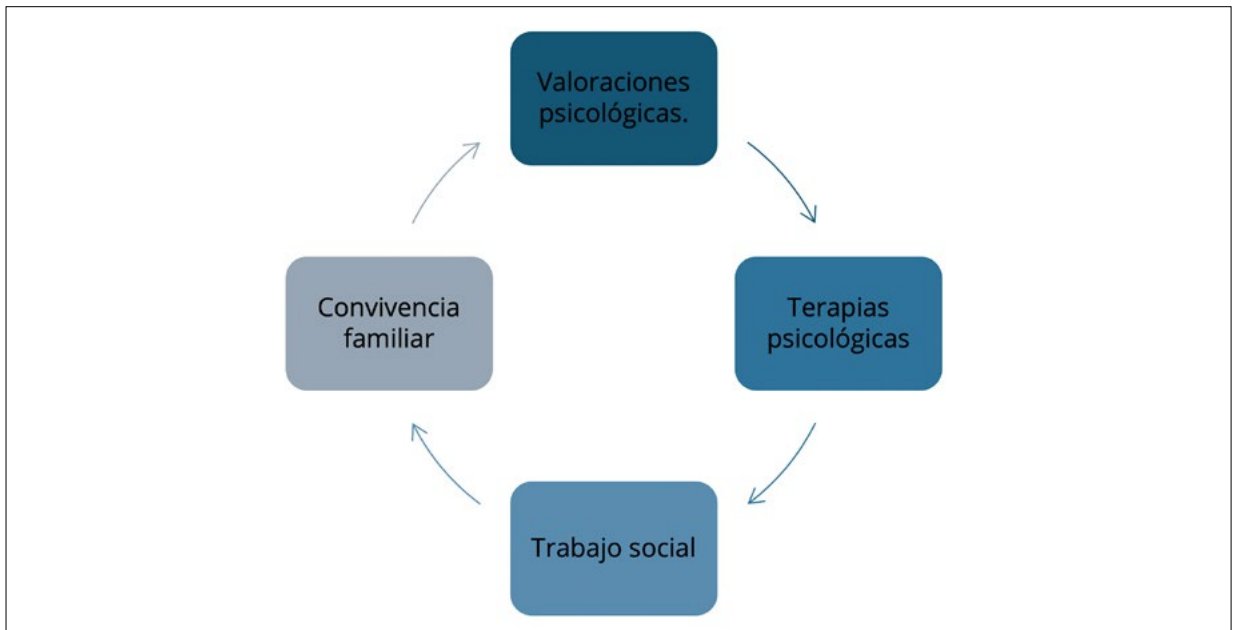 Valoraciones
psicológicas.
Terapias
psicológicas
Trabajo social
Convivencia
familiar